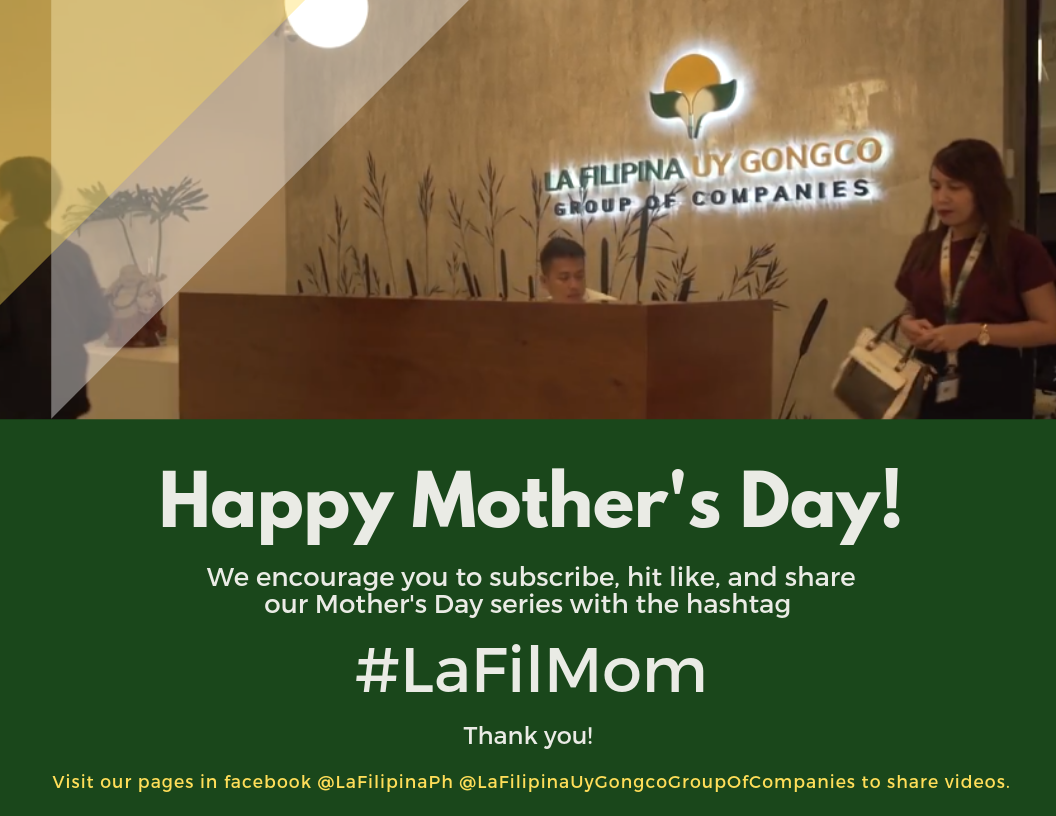 LA FILIPINA UY GONGCO
GROUP OF COMPANIES
Happy Mother's Day!
We encourage you to subscribe, hit like, and share
our Mother's Day series with the hashtag
#LaFilMom
Thank you!
Visit our pages in facebook @LaFilipinaPh @LaFilipinaUyGongcoGroupOfCompanies to share videos.